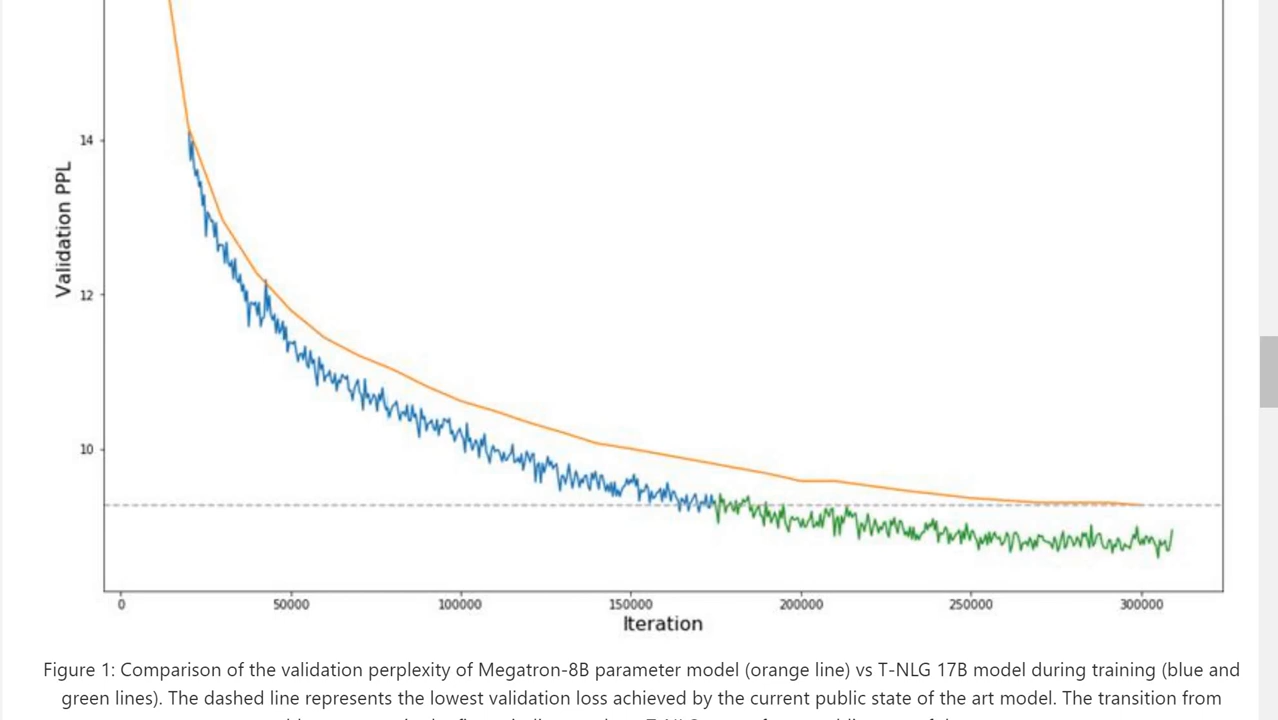 14
12
10
Validation PPL
0 50000 100000 150000 200000 250000 300000
Iteration
Figure 1: Comparison of the validation perplexity of Megatron-8B parameter model (orange line) vs T-NLG 17B model during training (blue and
green lines). The dashed line represents the lowest validation loss achieved by the current public state of the art model. The transition from